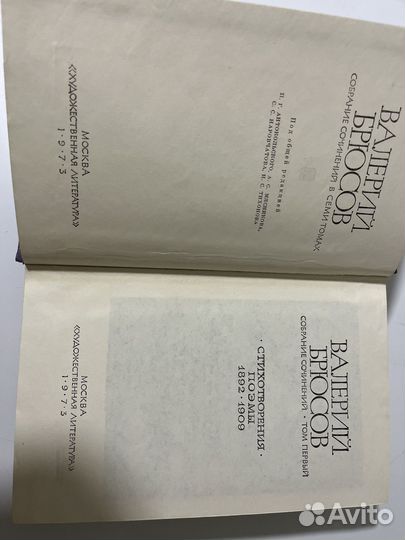 ВАЛЕРИЙ
БРЮСОВ
СОБРАНИЕ СОЧИНЕНИЙ В СЕМИ ТОМАХ
Под общей редакцией
П. Г. АНТОКОЛЬСКОГО, А. С. МЯСНИКОВА,
С. С. НАРОВЧАТОВА, Н. С. ТИХОНОВА
МОСКВА
«ХУДОЖЕСТВЕННАЯ ЛИТЕРАТУРА»
1·9·7·3
ВАЛЕРИЙ
БРЮСОВ
СОБРАНИЕ СОЧИНЕНИЙ · ТОМ ПЕРВЫЙ
· СТИХОТВОРЕНИЯ ·
ПОЭМЫ
1892·1909
МОСКВА
«ХУДОЖЕСТВЕННАЯ ЛИТЕРАТУРА»
1·9·7·3
Avito